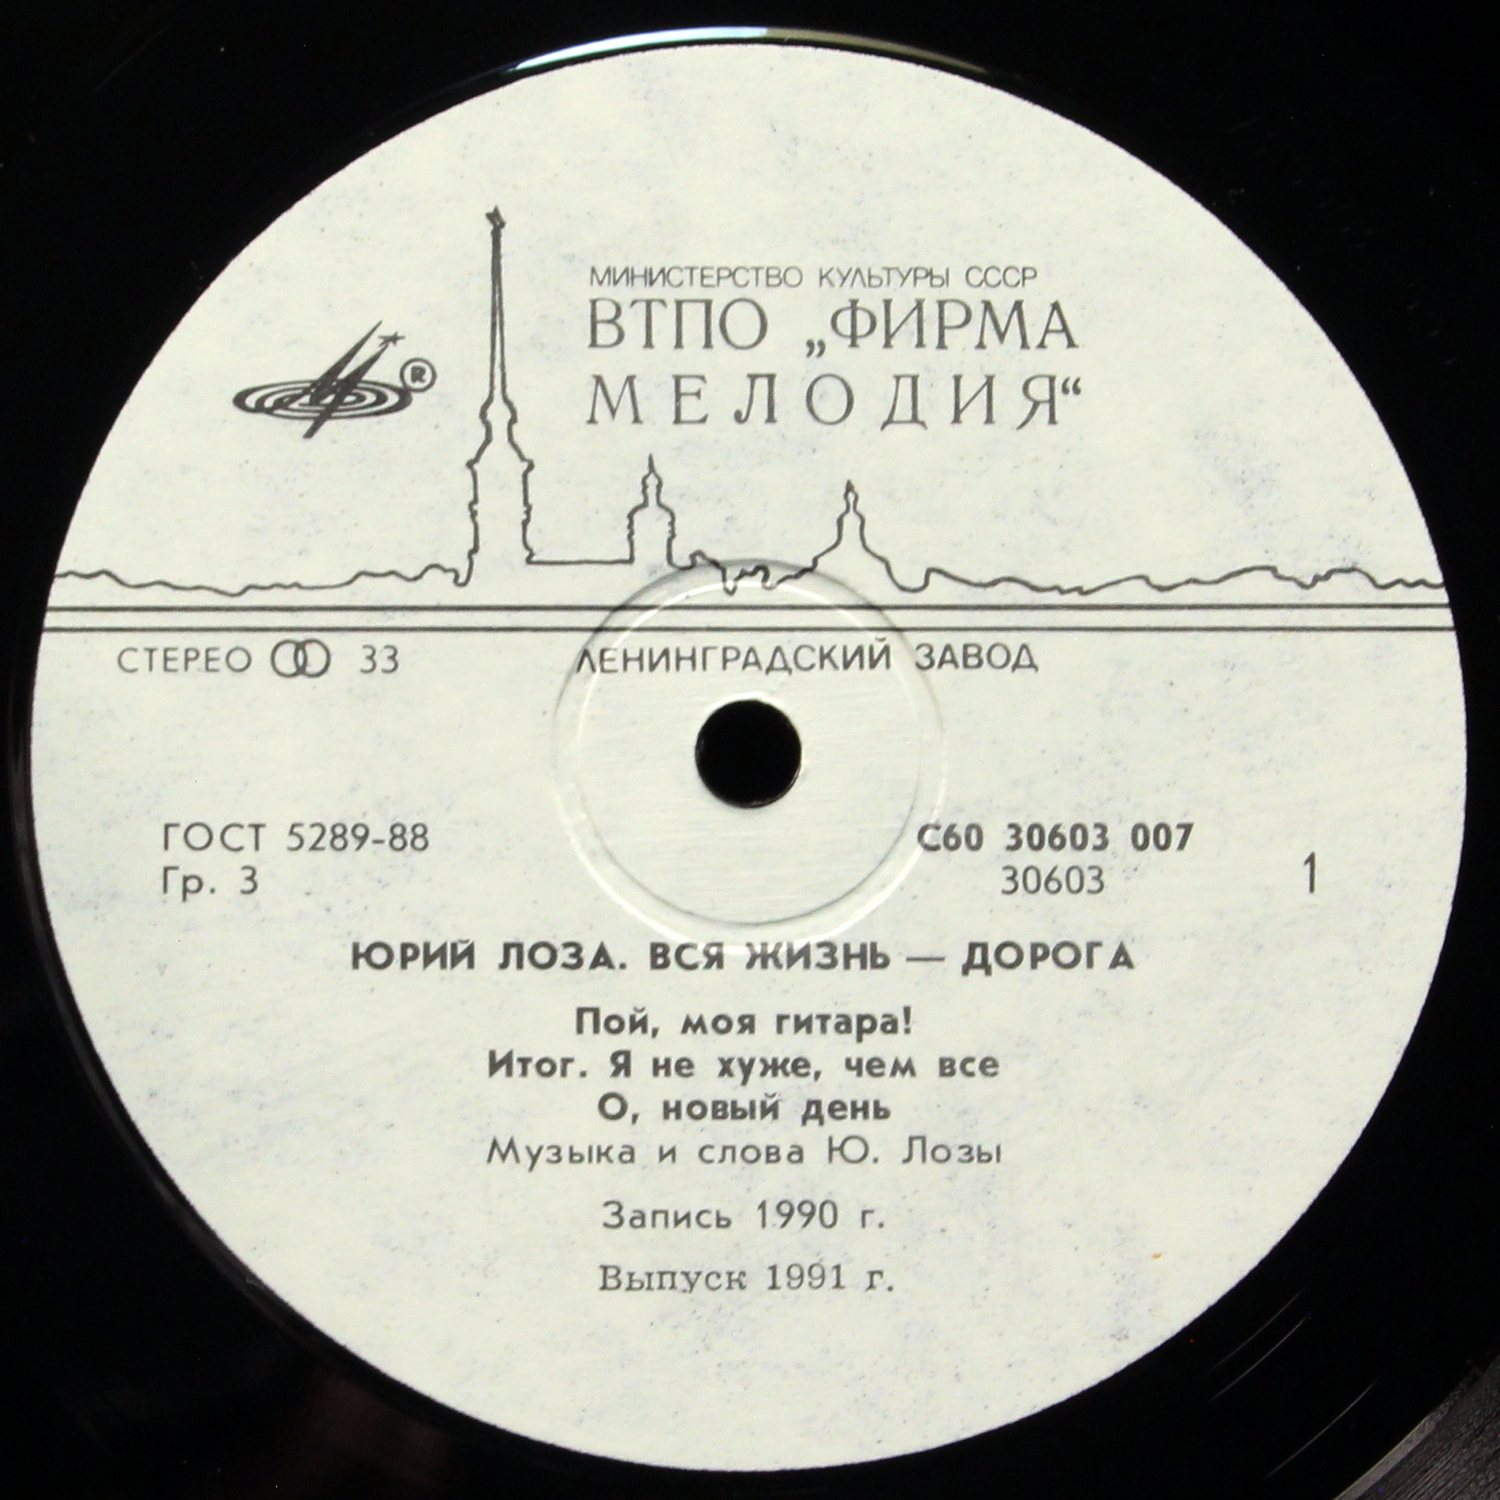 МИНИСТЕРСТВО КУЛЬТУРЫ СССР
ВТПО „ФИРМА
МЕЛОДИЯ“
®
СТЕРЕО 33
ЛЕНИНГРАДСКИЙ ЗАВОД
ГОСТ 5289-88
Гр. 3
С60 30603 007
30603
1
ЮРИЙ ЛОЗА. ВСЯ ЖИЗНЬ — ДОРОГА
Пой, моя гитара!
Итог. Я не хуже, чем все
О, новый день
Музыка и слова Ю. Лозы
Запись 1990 г.
Выпуск 1991 г.